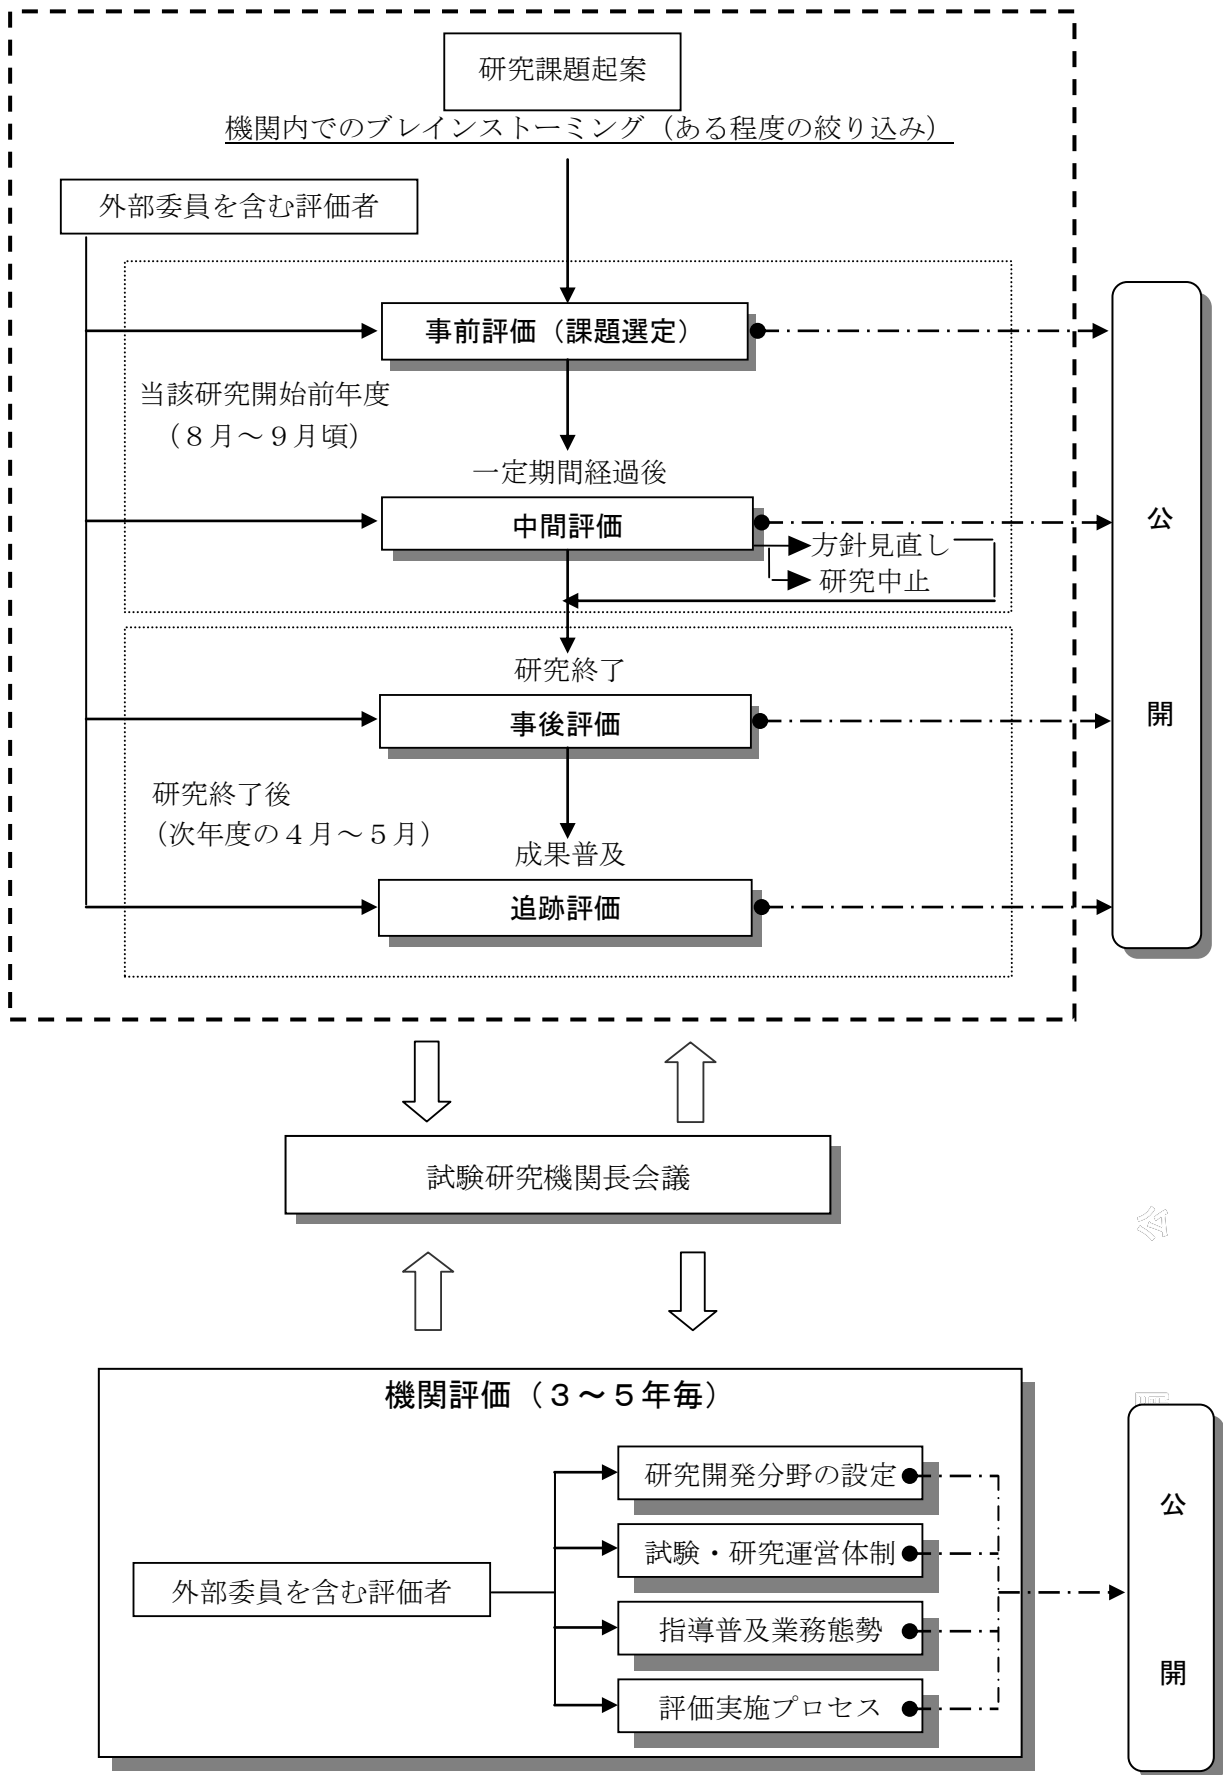 研究課題起案
機関内でのブレインストーミング（ある程度の絞り込み）
外部委員を含む評価者
事前評価（課題選定）
当該研究開始前年度
（８月～９月頃）
一定期間経過後
中間評価
方針見直し
研究中止
研究終了
事後評価
研究終了後
（次年度の４月～５月）
成果普及
追跡評価
公
開
試験研究機関長会議
公
機関評価（３～５年毎）
研究開発分野の設定
試験・研究運営体制
外部委員を含む評価者
指導普及業務態勢
評価実施プロセス
公
開